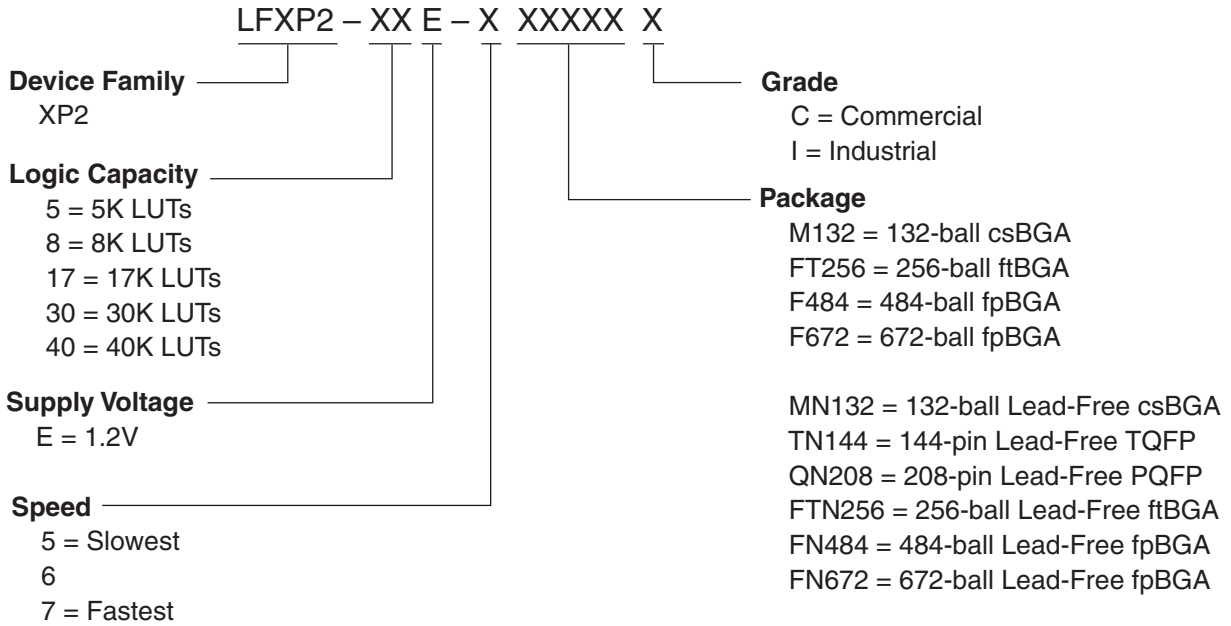 LFXP2 – XX E – X XXXXX X
Device Family
XP2
Logic Capacity
5 = 5K LUTs
8 = 8K LUTs
17 = 17K LUTs
30 = 30K LUTs
40 = 40K LUTs
Supply Voltage
E = 1.2V
Speed
5 = Slowest
6
7 = Fastest
Grade
C = Commercial
I = Industrial
Package
M132 = 132-ball csBGA
FT256 = 256-ball ftBGA
F484 = 484-ball fpBGA
F672 = 672-ball fpBGA
MN132 = 132-ball Lead-Free csBGA
TN144 = 144-pin Lead-Free TQFP
QN208 = 208-pin Lead-Free PQFP
FTN256 = 256-ball Lead-Free ftBGA
FN484 = 484-ball Lead-Free fpBGA
FN672 = 672-ball Lead-Free fpBGA